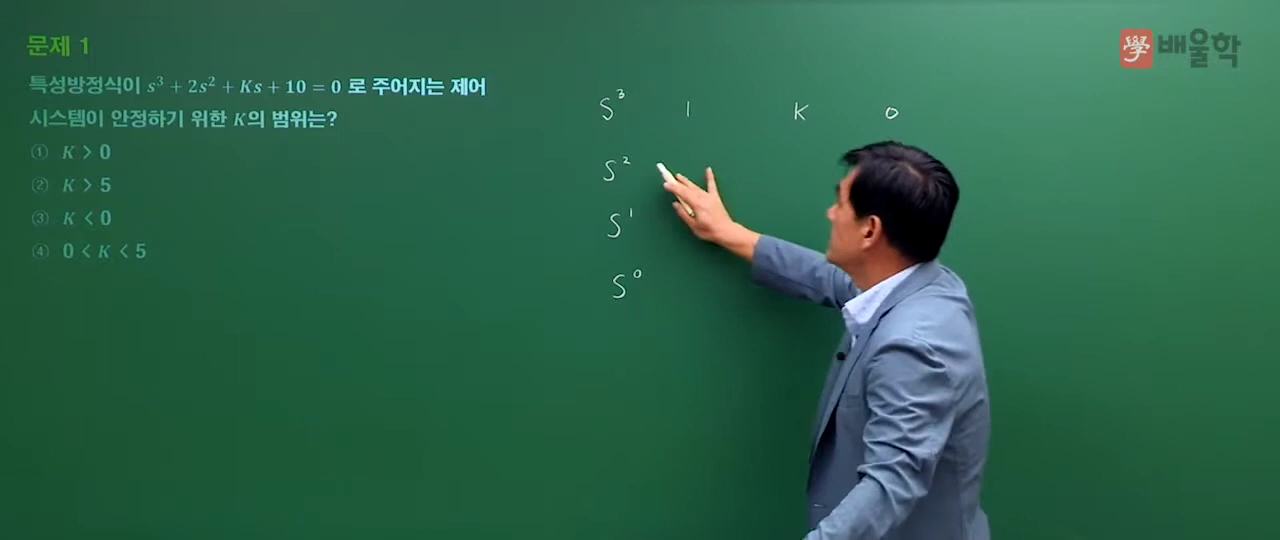 문제 1
學 배울학
특성방정식이 s³ + 2s² + Ks + 10 = 0 로 주어지는 제어
시스템이 안정하기 위한 K의 범위는?
① K > 0
② K > 5
③ K < 0
④ 0 < K < 5
S³ 1 K 0
S²
S¹
S⁰